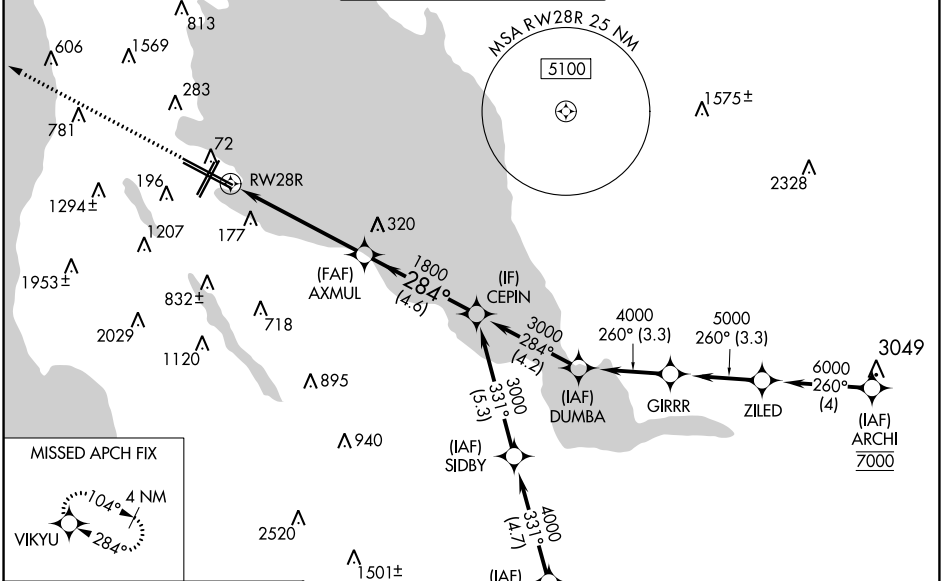 813
606
1569
MSA RW28R 25 NM
5100
283
1575±
781
72
RW28R
2328
196
1294±
177
320
1207
(FAF)
AXMUL
1800
284°
(4.6)
(IF)
CEPIN
1953±
832±
718
2029
1120
3000
284°
(4.2)
4000
260° (3.3)
5000
260° (3.3)
6000
260°
(4)
3049
(IAF)
DUMBA
GIRRR
ZILED
(IAF)
ARCHI
7000
895
3000
331°
(5.3)
940
(IAF)
SIDBY
MISSED APCH FIX
104°
4 NM
VIKYU
284°
2520
4000
331°
(4.7)
1501±
(IAF)